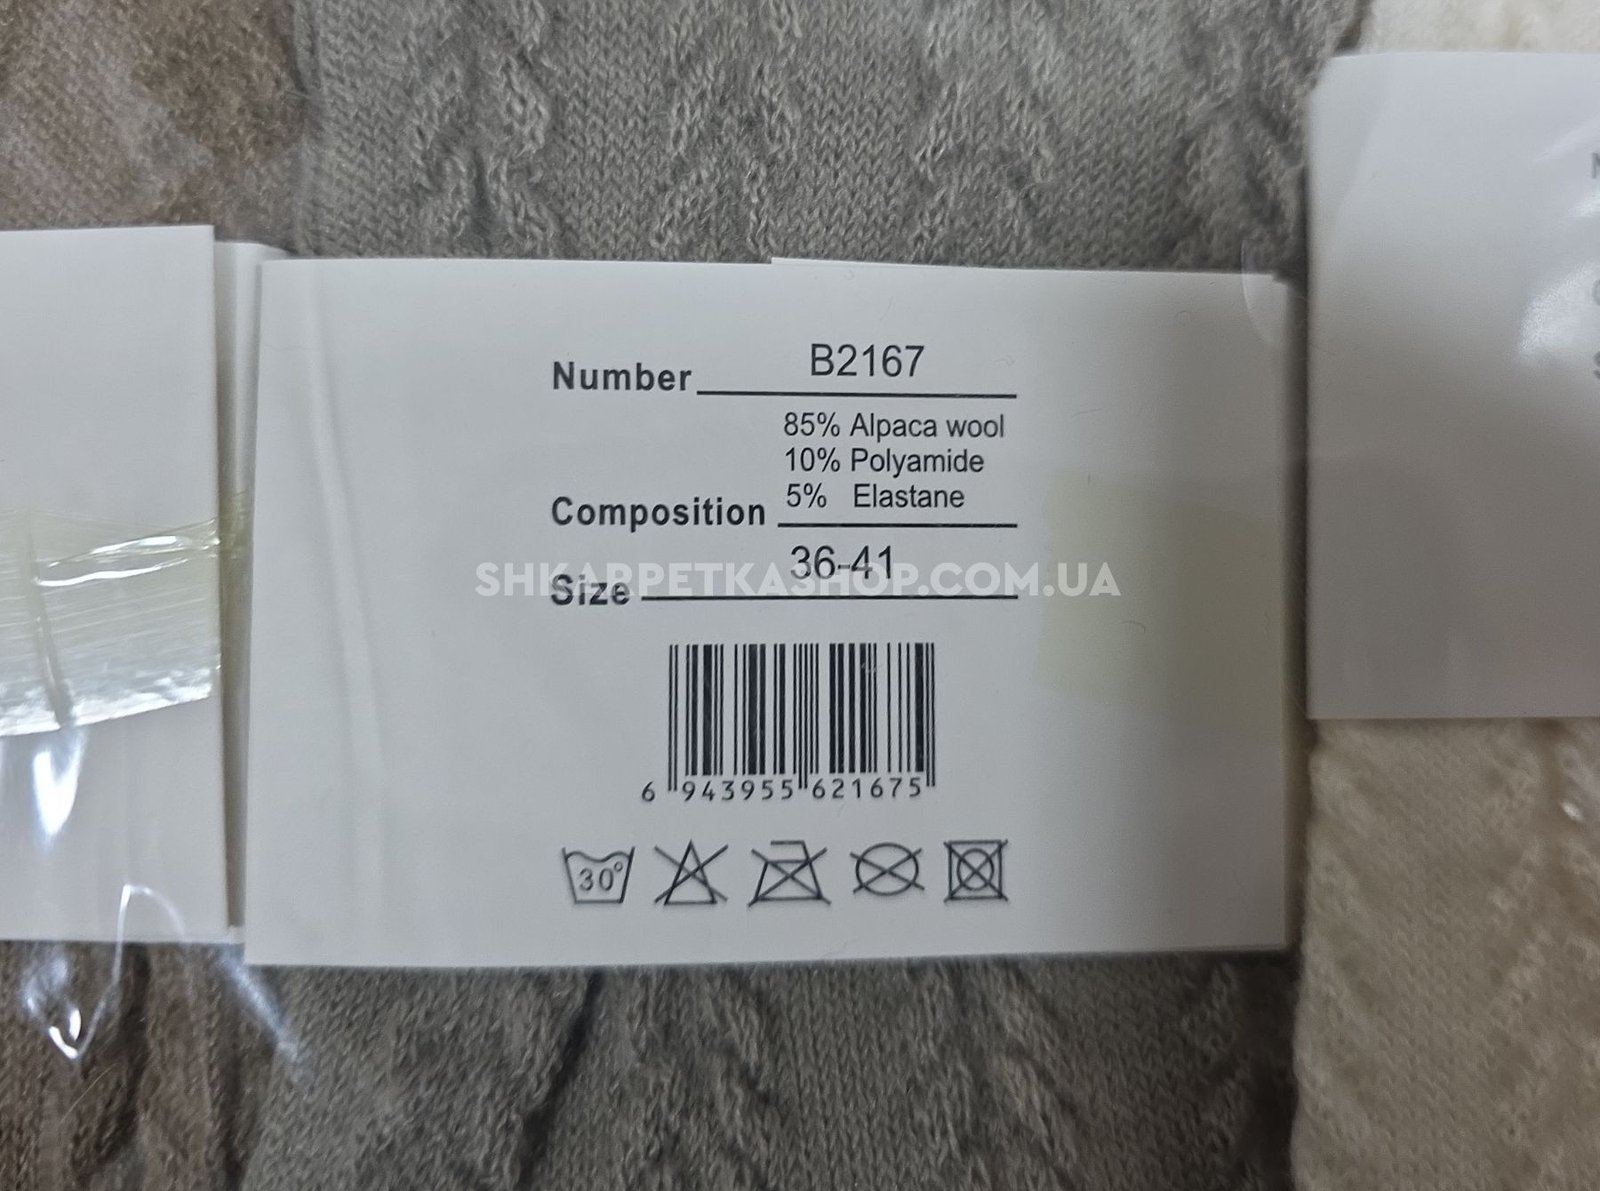 Number B2167
85% Alpaca wool
10% Polyamide
Composition 5% Elastane
Size 36-41
SHKARPETKASHOP.COM.UA
6 943955 621675
30°